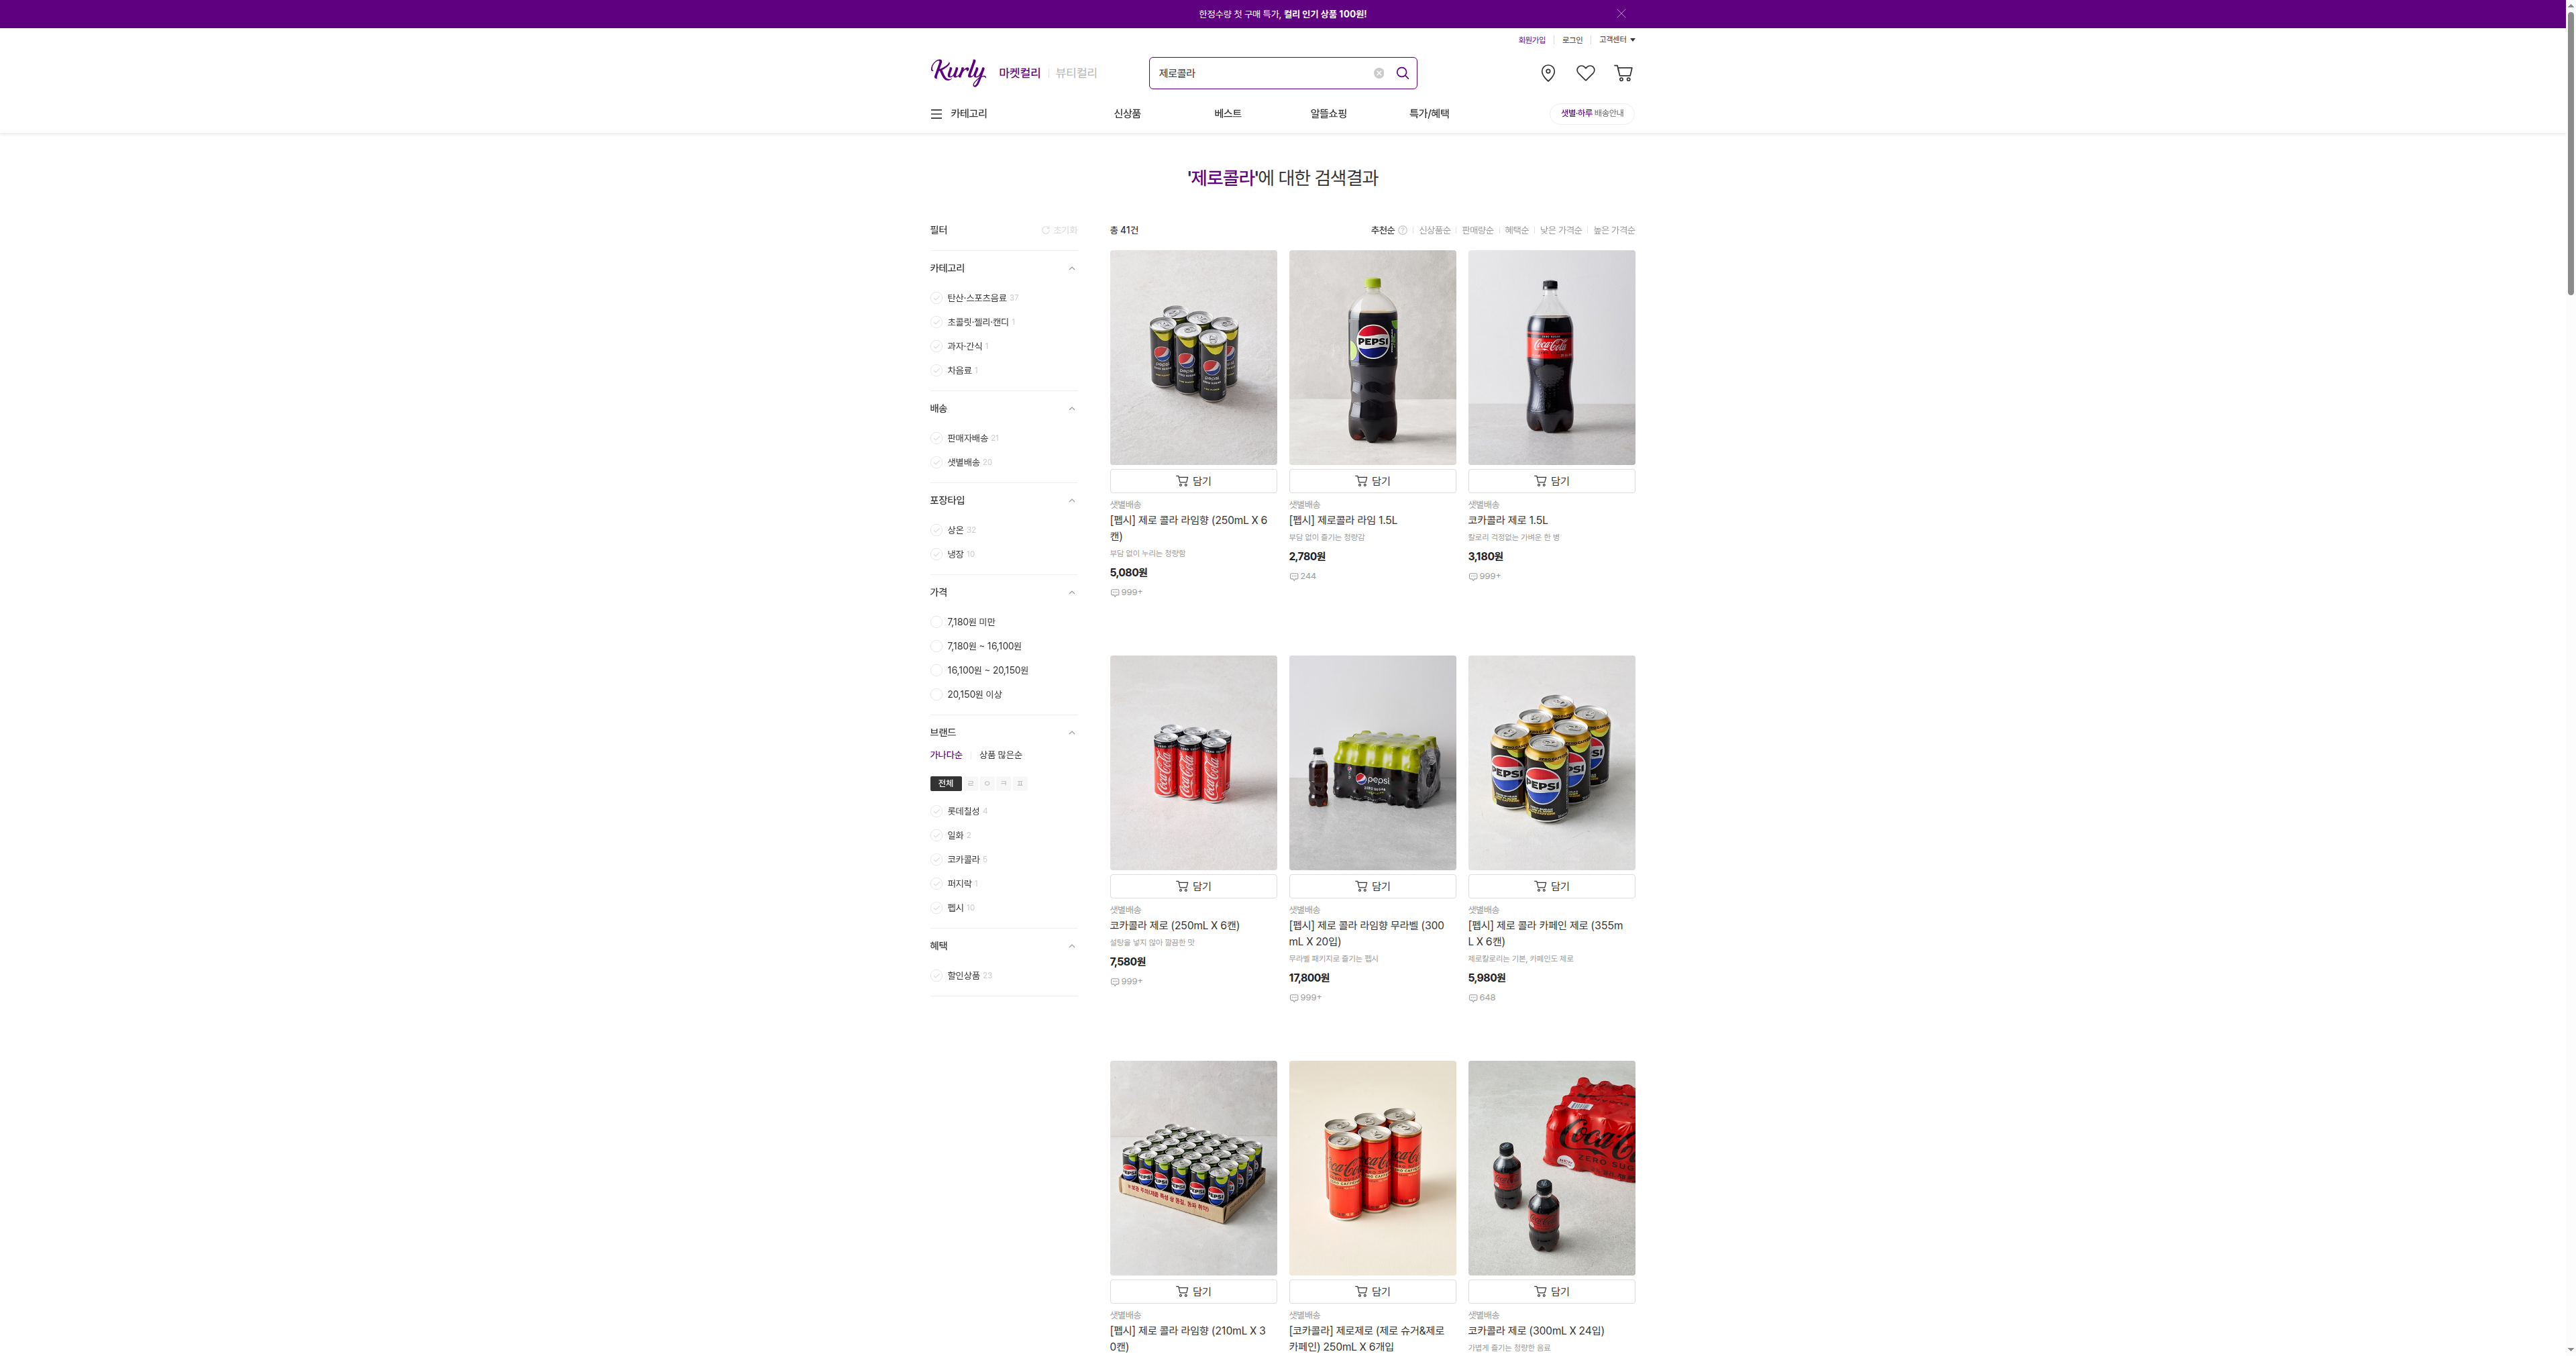 한정수량 첫 구매 특가, 컬리 인기 상품 100원!
회원가입 로그인 고객센터
Kurly 마켓컬리 뷰티컬리 제로콜라
카테고리 신상품 베스트 알뜰쇼핑 특가/혜택 샛별·하루 배송안내
'제로콜라'에 대한 검색결과
필터 초기화
총 41건 추천순 신상품순 판매량순 혜택순 낮은 가격순 높은 가격순
카테고리
탄산·스포츠음료 37
초콜릿·젤리·캔디 1
과자·간식 1
차음료 1
배송
판매자배송 21
샛별배송 20
포장타입
상온 32
냉장 10
가격
7,180원 미만
7,180원 ~ 16,100원
16,100원 ~ 20,150원
20,150원 이상
브랜드
가나다순 상품 많은순
전체 ㄹ ㅇ ㅋ ㅍ
롯데칠성 4
일화 2
코카콜라 5
퍼지락 1
펩시 10
혜택
할인상품 23
pepsi
PEPSI
Coca-Cola
담기
샛별배송
[펩시] 제로 콜라 라임향 (250mL X 6
캔)
부담 없이 누리는 청량함
5,080원
999+
담기
샛별배송
[펩시] 제로콜라 라임 1.5L
부담 없이 즐기는 청량감
2,780원
244
담기
샛별배송
코카콜라 제로 1.5L
칼로리 걱정없는 가벼운 한 병
3,180원
999+
Coca-Cola
pepsi
PEPSI
담기
샛별배송
코카콜라 제로 (250mL X 6캔)
설탕을 넣지 않아 깔끔한 맛
7,580원
999+
담기
샛별배송
[펩시] 제로 콜라 라임향 무라벨 (300
mL X 20입)
무라벨 패키지로 즐기는 펩시
17,800원
999+
담기
샛별배송
[펩시] 제로 콜라 카페인 제로 (355m
L X 6캔)
제로칼로리는 기본, 카페인도 제로
5,980원
648
PEPSI
Coca-Cola
ZERO SUG
담기
샛별배송
[펩시] 제로 콜라 라임향 (210mL X 3
0캔)
담기
샛별배송
[코카콜라] 제로제로 (제로 슈거&제로
카페인) 250mL X 6개입
담기
샛별배송
코카콜라 제로 (300mL X 24입)
가볍게 즐기는 청량한 음료